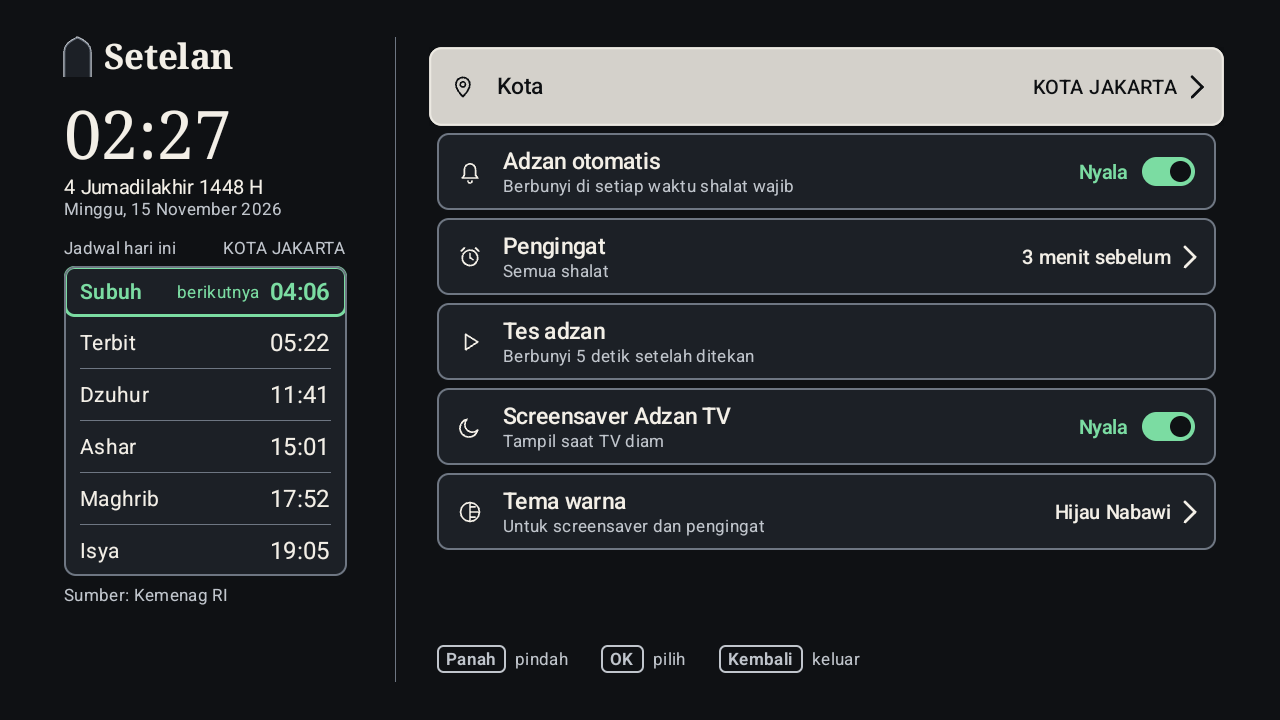 Setelan
02:27
4 Jumadilakhir 1448 H
Minggu, 15 November 2026
Jadwal hari ini KOTA JAKARTA
Subuh berikutnya 04:06
Terbit 05:22
Dzuhur 11:41
Ashar 15:01
Maghrib 17:52
Isya 19:05
Sumber: Kemenag RI
Kota KOTA JAKARTA
Adzan otomatis Nyala
Berbunyi di setiap waktu shalat wajib
Pengingat 3 menit sebelum
Semua shalat
Tes adzan
Berbunyi 5 detik setelah ditekan
Screensaver Adzan TV Nyala
Tampil saat TV diam
Tema warna Hijau Nabawi
Untuk screensaver dan pengingat
Panah pindah OK pilih Kembali keluar